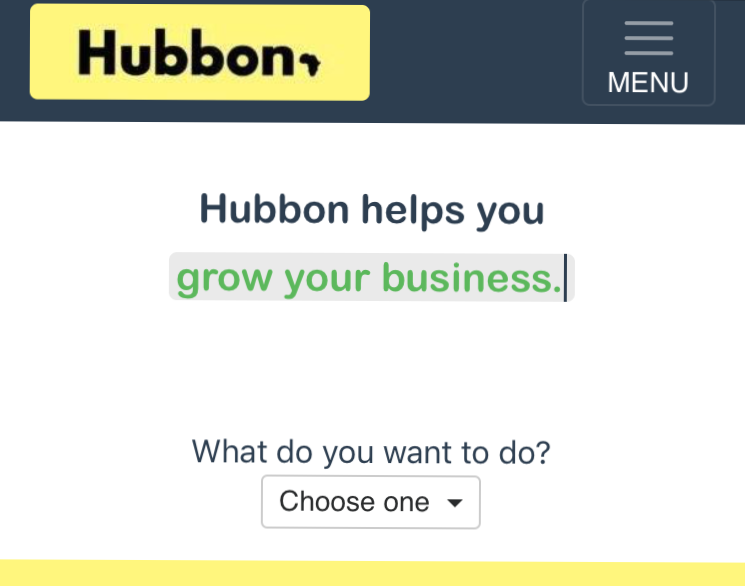 Hubbon
MENU
Hubbon helps you
grow your business.
What do you want to do?
Choose one